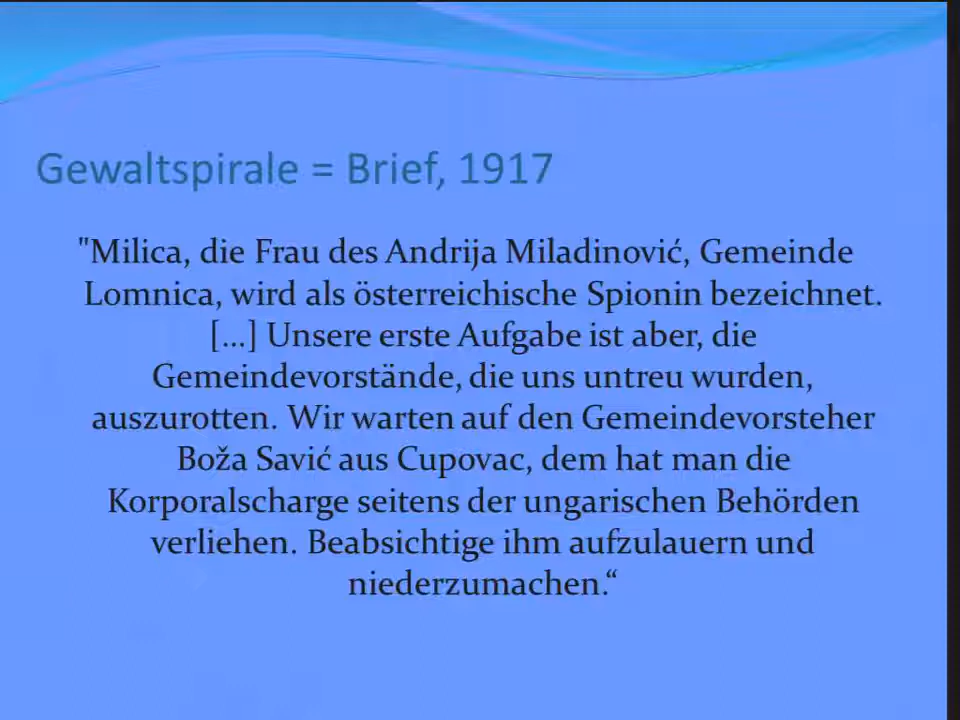 Gewaltspirale = Brief, 1917
"Milica, die Frau des Andrija Miladinović, Gemeinde
Lomnica, wird als österreichische Spionin bezeichnet.
[...] Unsere erste Aufgabe ist aber, die
Gemeindevorstände, die uns untreu wurden,
auszurotten. Wir warten auf den Gemeindevorsteher
Boža Savić aus Cupovac, dem hat man die
Korporalscharge seitens der ungarischen Behörden
verliehen. Beabsichtige ihm aufzulauern und
niederzumachen.“